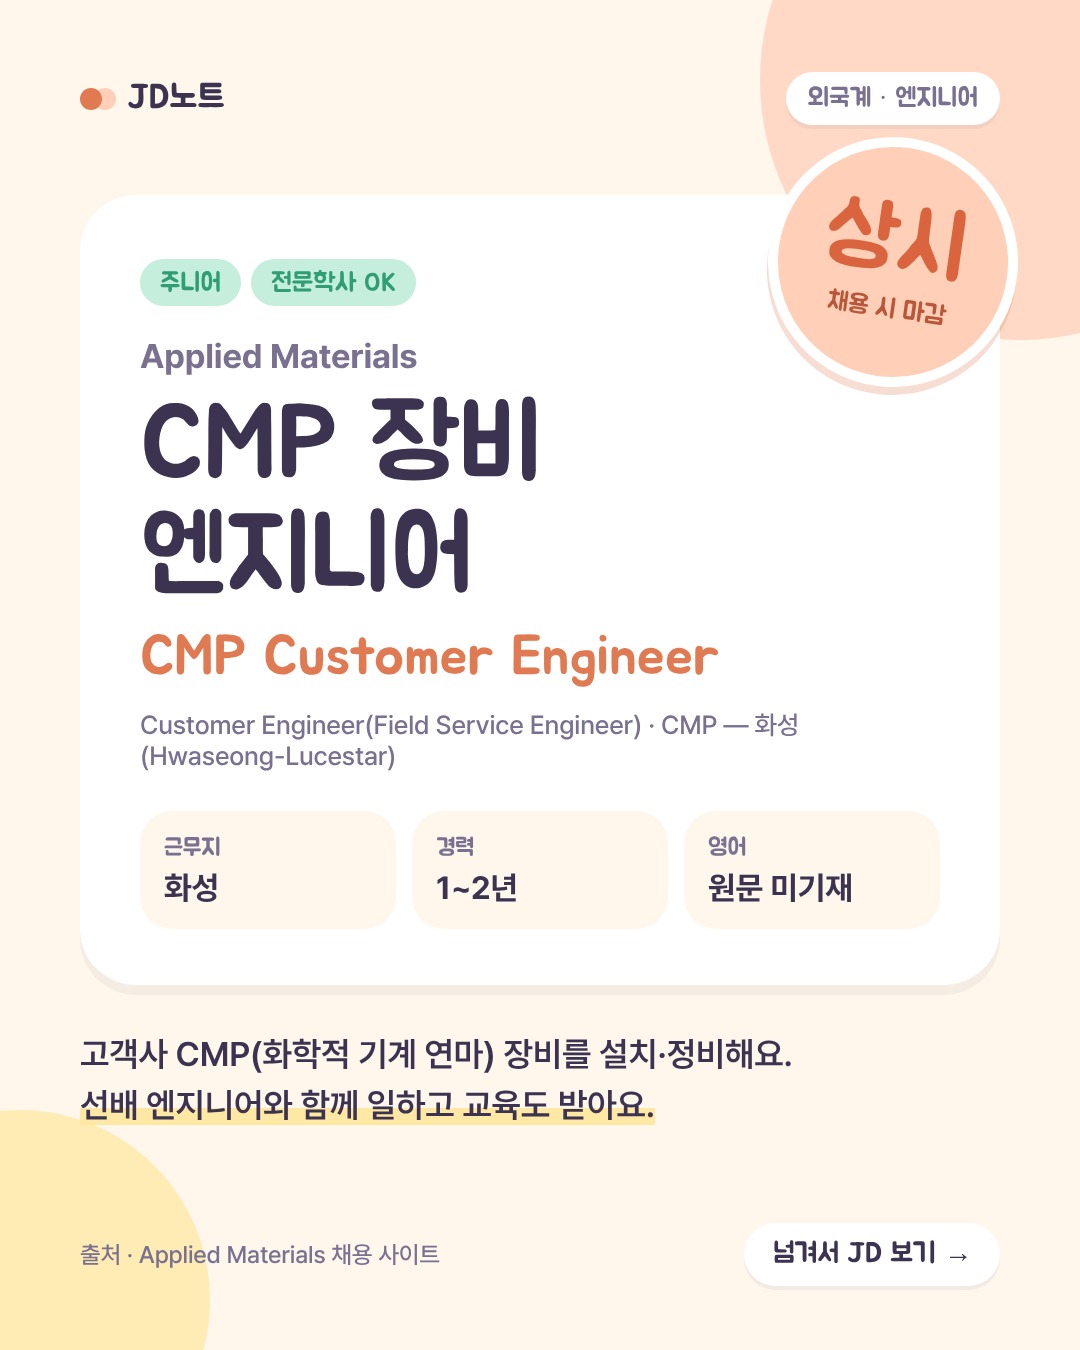 JD노트
외국계 · 엔지니어
상시
채용 시 마감
주니어
전문학사 OK
Applied Materials
CMP 장비
엔지니어
CMP Customer Engineer
Customer Engineer(Field Service Engineer) · CMP — 화성
(Hwaseong-Lucestar)
근무지
화성
경력
1~2년
영어
원문 미기재
고객사 CMP(화학적 기계 연마) 장비를 설치·정비해요.
선배 엔지니어와 함께 일하고 교육도 받아요.
출처 · Applied Materials 채용 사이트
넘겨서 JD 보기 →